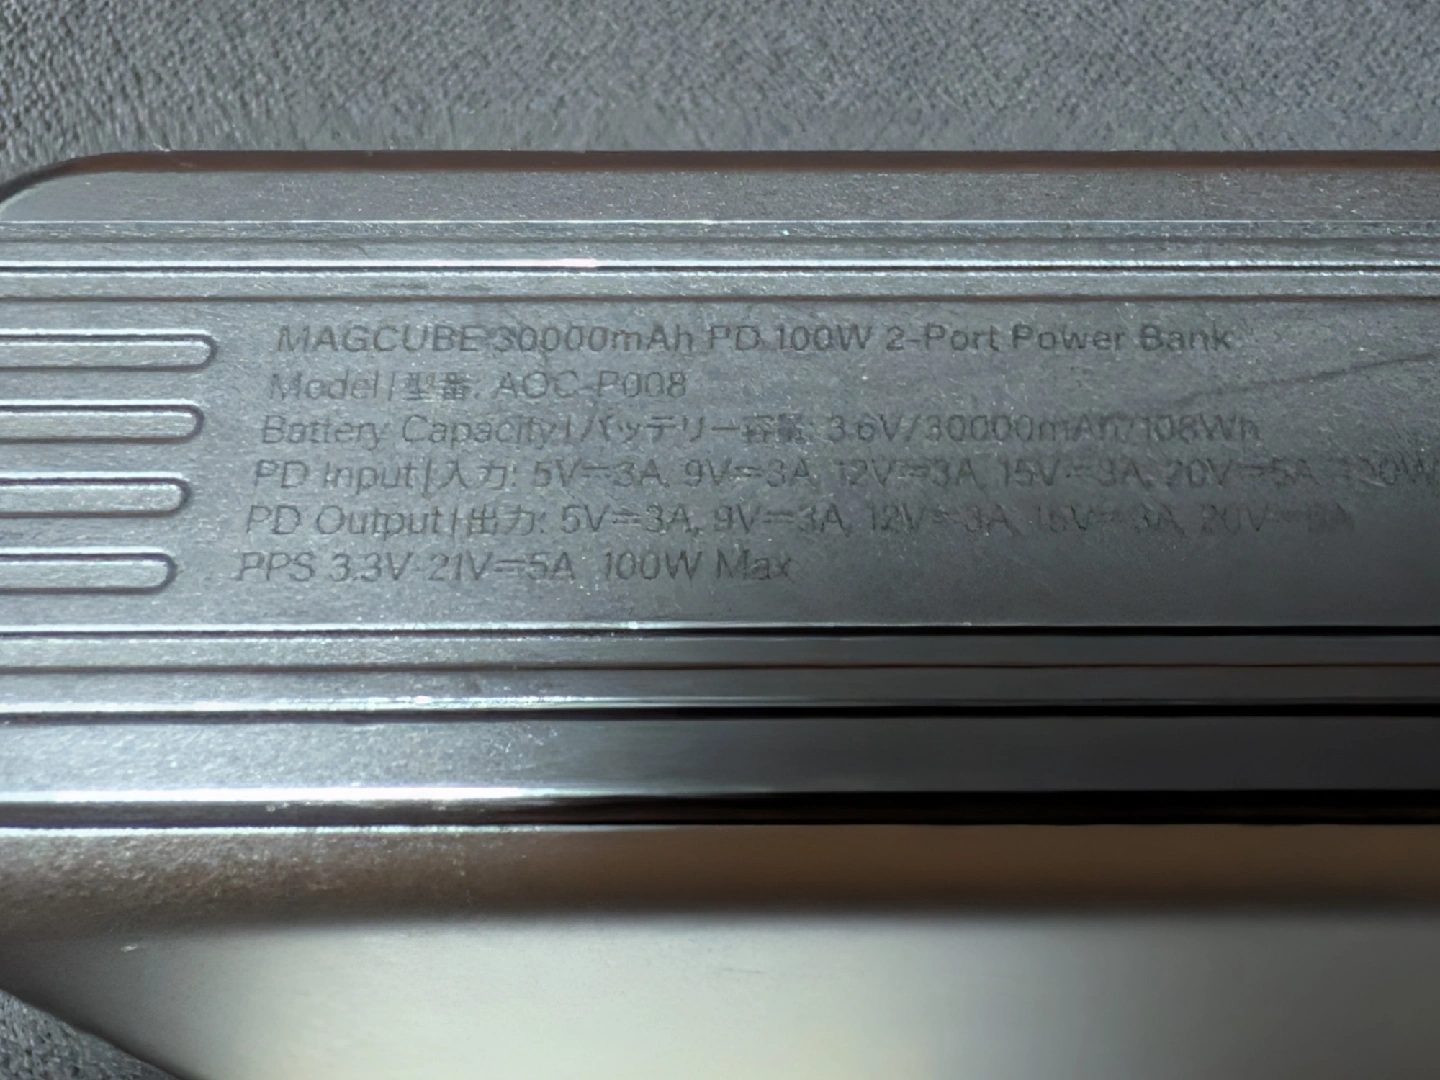 MAGCUBE 30000mAh PD 100W 2-Port Power Bank
Model|型番: AOC-P008
Battery Capacity|バッテリー容量: 3.6V/30000mAh/108Wh
PD Input|入力: 5V⎓3A, 9V⎓3A, 12V⎓3A, 15V⎓3A, 20V⎓5A 100W
PD Output|出力: 5V⎓3A, 9V⎓3A, 12V⎓3A, 15V⎓3A, 20V⎓5A
PPS 3.3V-21V⎓5A 100W Max